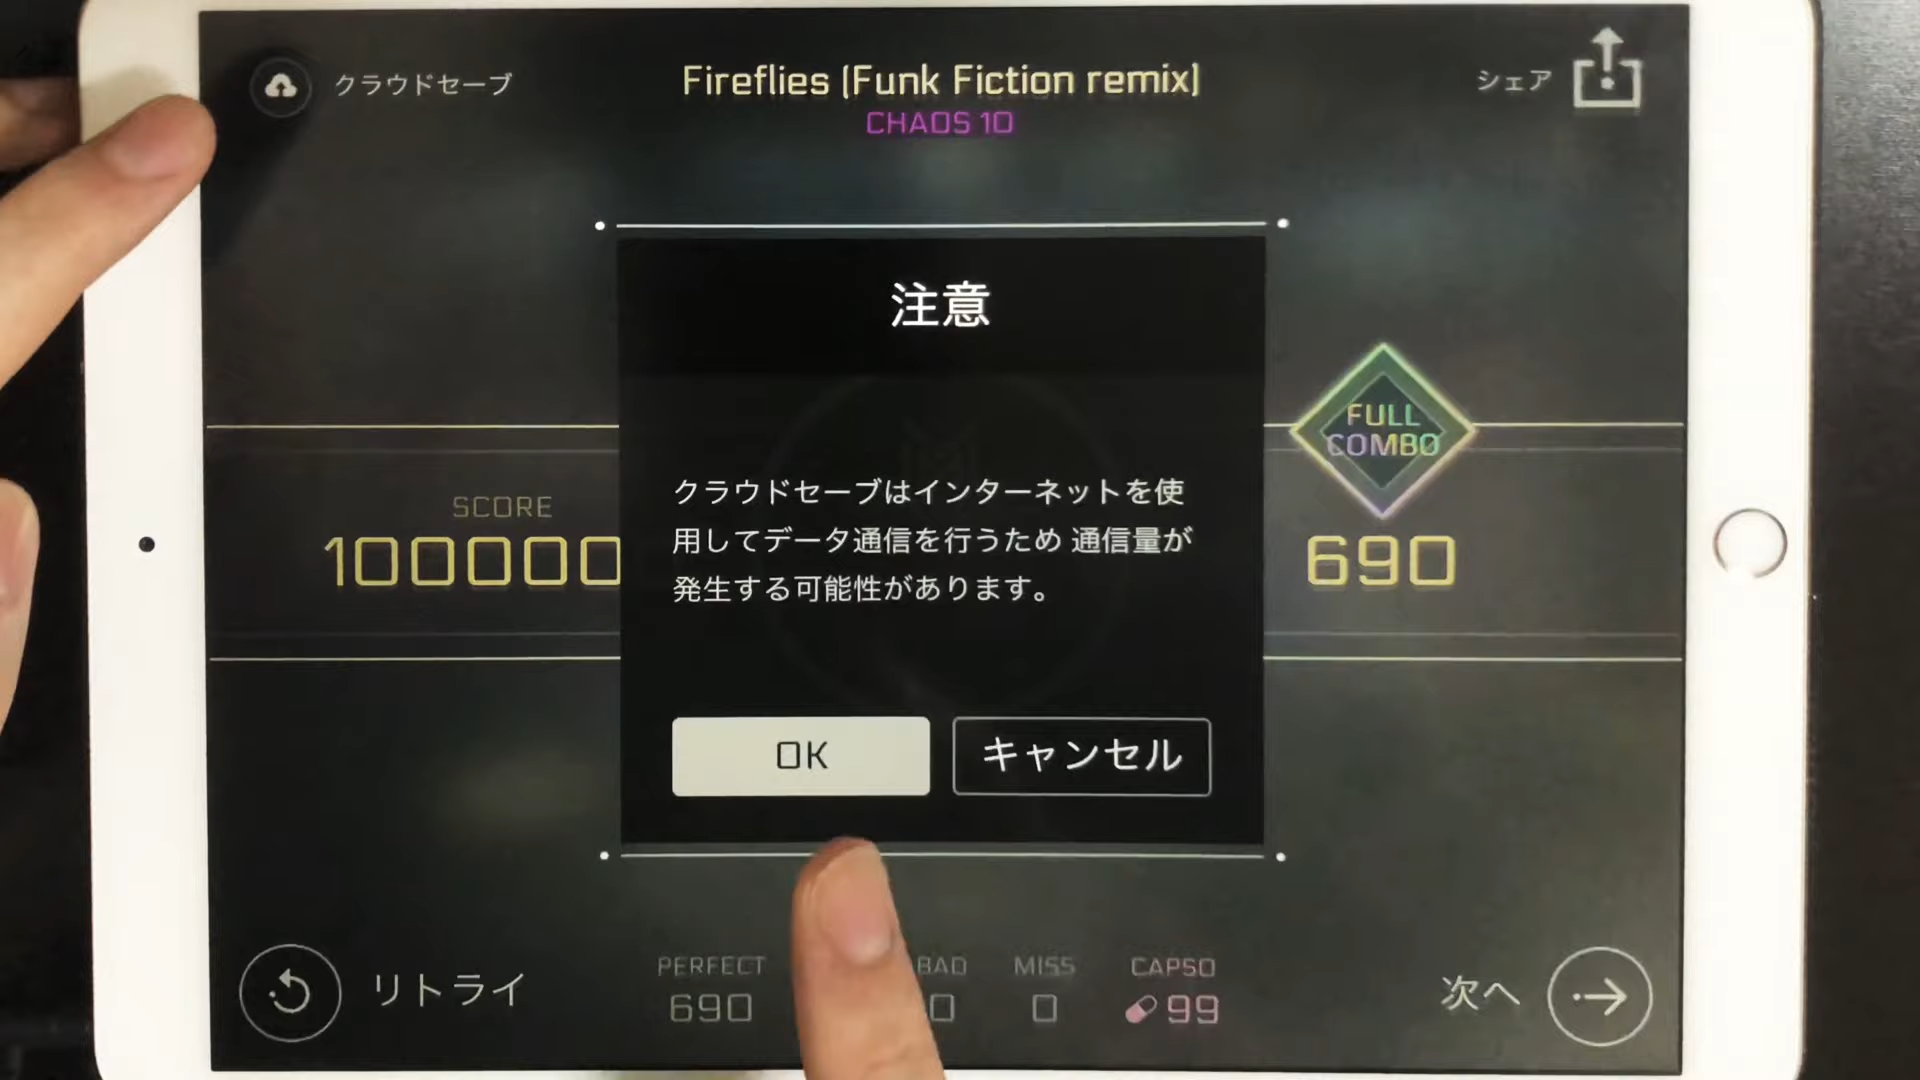 クラウドセーブ
Fireflies (Funk Fiction remix)
シェア
CHAOS 10
注意
FULL
COMBO
クラウドセーブはインターネットを使
用してデータ通信を行うため 通信量が
発生する可能性があります。
SCORE
100000
690
OK
キャンセル
リトライ
PERFECT
BAD
MISS
CAPSO
690
0
0
99
次へ